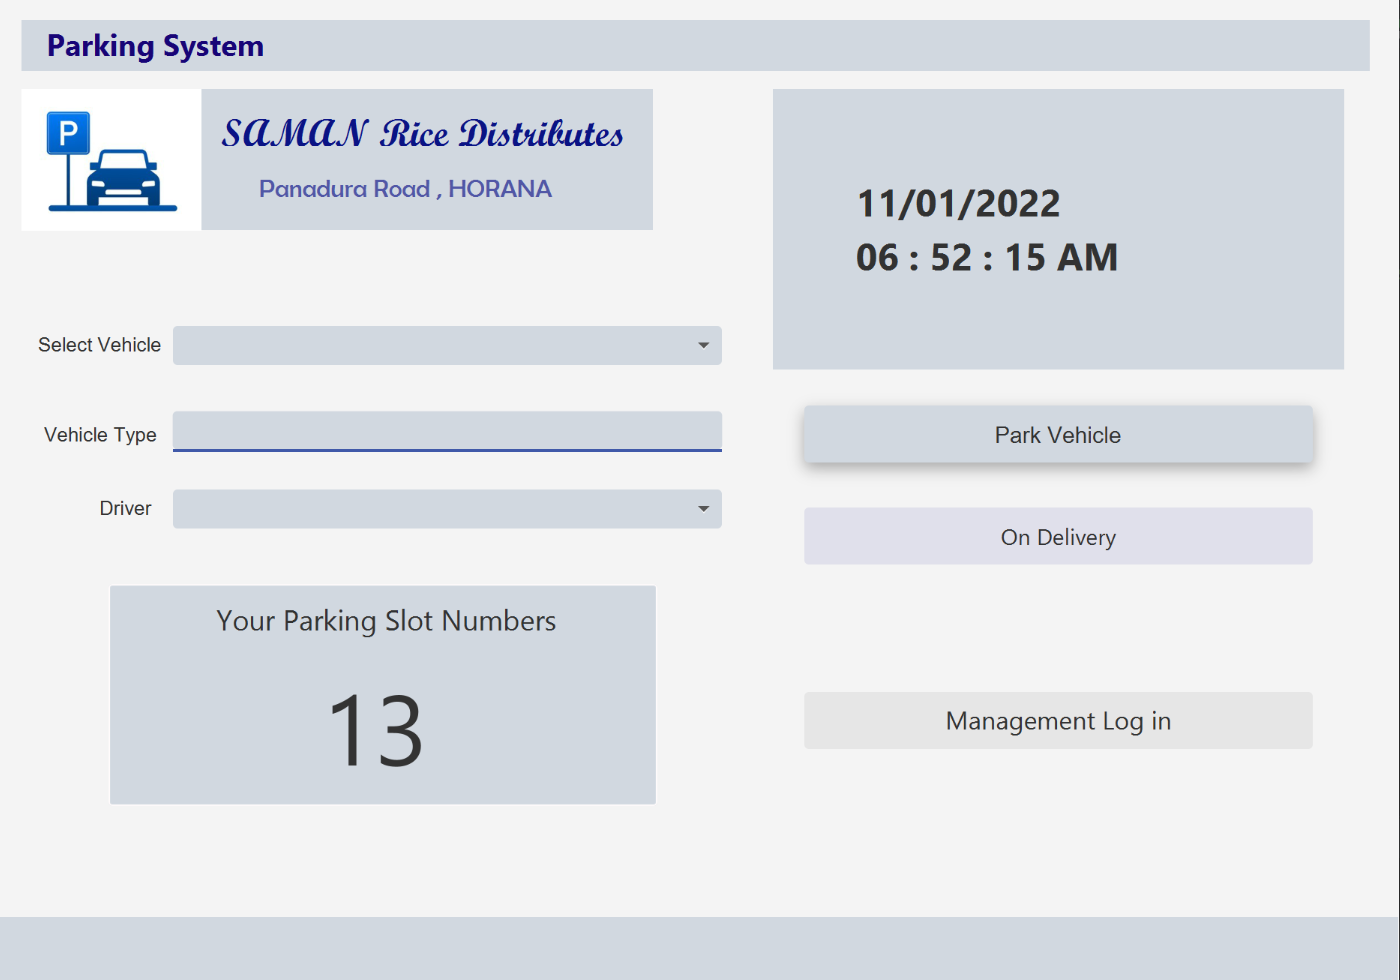 Parking System
P
SAMAN Rice Distributes
Panadura Road , HORANA
11/01/2022
06 : 52 : 15 AM
Select Vehicle
Vehicle Type
Driver
Park Vehicle
On Delivery
Your Parking Slot Numbers
13
Management Log in